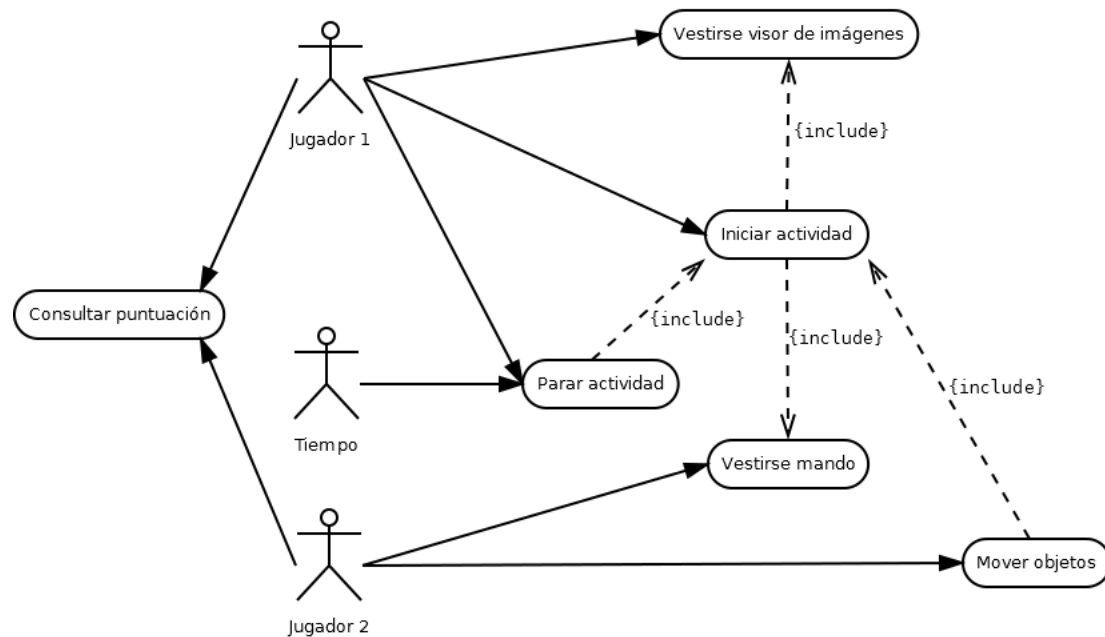 Vestirse visor de imágenes
Jugador 1
{include}
Iniciar actividad
Consultar puntuación
{include}
{include}
Parar actividad
{include}
Tiempo
Vestirse mando
Mover objetos
Jugador 2